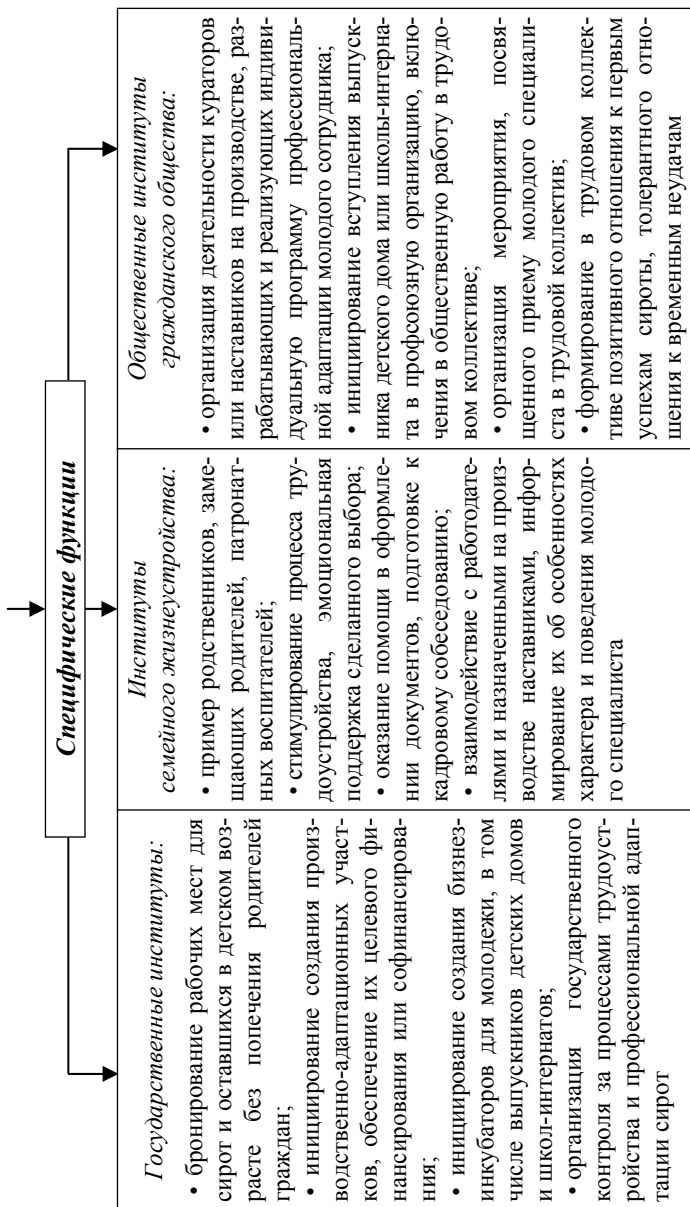 Специфические функции
Государственные институты:
• бронирование рабочих мест для
сирот и оставшихся в детском воз-
расте без попечения родителей
граждан;
• инициирование создания произ-
водственно-адаптационных участ-
ков, обеспечение их целевого фи-
нансирования или софинансирова-
ния;
• инициирование создания бизнес-
инкубаторов для молодежи, в том
числе выпускников детских домов
и школ-интернатов;
• организация государственного
контроля за процессами трудоуст-
ройства и профессиональной адап-
тации сирот
Институты
семейного жизнеустройства:
• пример родственников, заме-
щающих родителей, патронат-
ных воспитателей;
• стимулирование процесса тру-
доустройства, эмоциональная
поддержка сделанного выбора;
• оказание помощи в оформле-
нии документов, подготовке к
кадровому собеседованию;
• взаимодействие с работодате-
лями и назначенными на произ-
водстве наставниками, инфор-
мирование их об особенностях
характера и поведения молодо-
го специалиста
Общественные институты
гражданского общества:
• организация деятельности кураторов
или наставников на производстве, раз-
рабатывающих и реализующих индиви-
дуальную программу профессиональ-
ной адаптации молодого сотрудника;
• инициирование вступления выпуск-
ника детского дома или школы-интерна-
та в профсоюзную организацию, вклю-
чения в общественную работу в трудо-
вом коллективе;
• организация мероприятия, посвя-
щенного приему молодого специали-
ста в трудовой коллектив;
• формирование в трудовом коллек-
тиве позитивного отношения к первым
успехам сироты, толерантного отно-
шения к временным неудачам